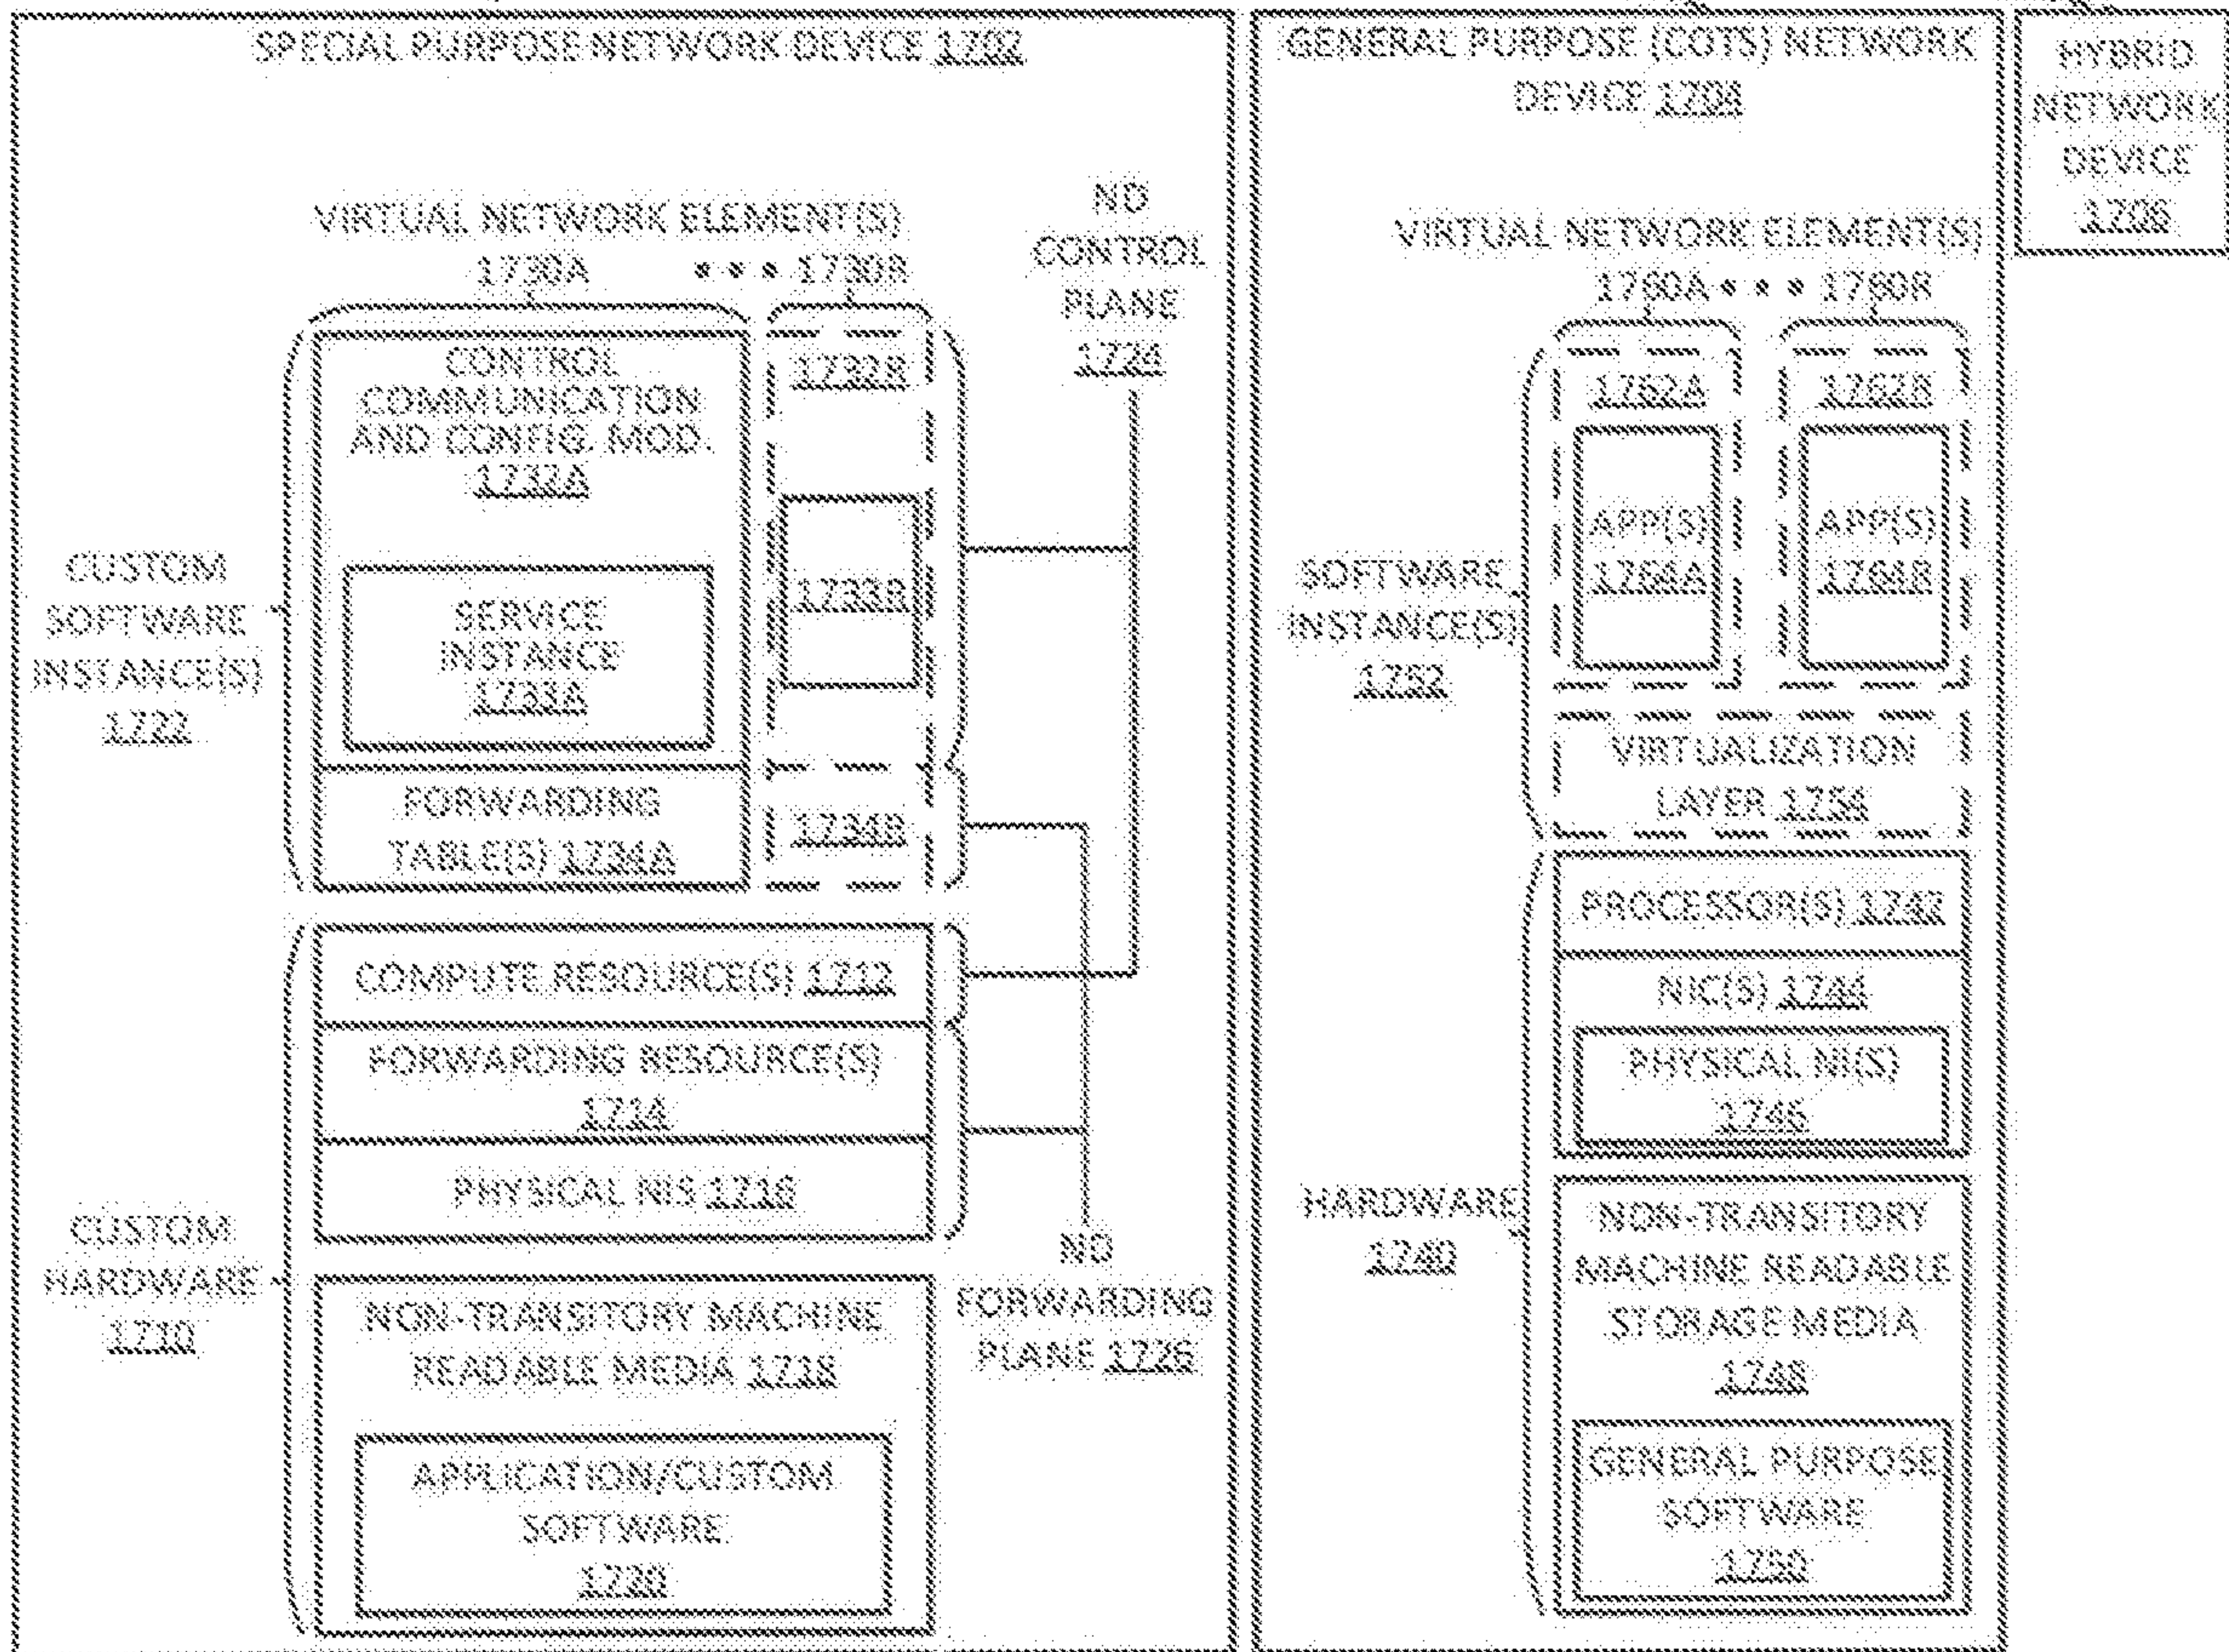 SPECIAL PURPOSE NETWORK DEVICE 1702
VIRTUAL NETWORK ELEMENT(S)
1730A • • • 1730R
CONTROL
COMMUNICATION
AND CONFIG. MOD.
1732A
1732R
SERVICE
INSTANCE
1733A
1733R
FORWARDING
TABLE(S) 1734A
1734R
ND
CONTROL
PLANE
1724
CUSTOM
SOFTWARE
INSTANCE(S)
1722
COMPUTE RESOURCE(S) 1712
FORWARDING RESOURCE(S)
1714
PHYSICAL NIS 1716
ND
FORWARDING
PLANE 1726
CUSTOM
HARDWARE
1710
NON-TRANSITORY MACHINE
READABLE MEDIA 1718
APPLICATION/CUSTOM
SOFTWARE
1720
GENERAL PURPOSE (COTS) NETWORK
DEVICE 1704
VIRTUAL NETWORK ELEMENT(S)
1760A • • • 1760R
1762A
1762R
APP(S)
1764A
APP(S)
1764R
SOFTWARE
INSTANCE(S)
1752
VIRTUALIZATION
LAYER 1754
PROCESSOR(S) 1742
NIC(S) 1744
PHYSICAL NI(S)
1746
HARDWARE
1740
NON-TRANSITORY
MACHINE READABLE
STORAGE MEDIA
1748
GENERAL PURPOSE
SOFTWARE
1750
HYBRID
NETWORK
DEVICE
1706